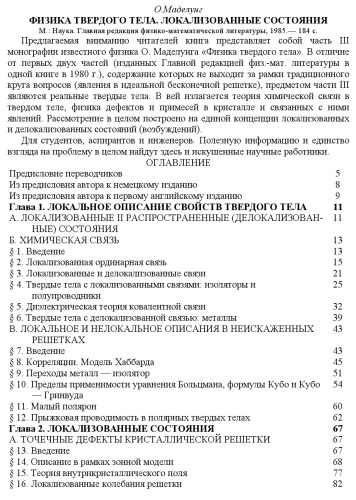 О.Маделунг
ФИЗИКА ТВЕРДОГО ТЕЛА. ЛОКАЛИЗОВАННЫЕ СОСТОЯНИЯ
М.: Наука. Главная редакция физико-математической литературы, 1985.— 184 с.
Предлагаемая вниманию читателей книга представляет собой часть III
монографии известного физика О. Маделунга «Физика твердого тела». В отличие
от первых двух частей (изданных Главной редакцией физ.-мат. литературы в
одной книге в 1980 г.), содержание которых не выходит за рамки традиционного
круга вопросов (явления в идеальной бесконечной решетке), предметом части III
являются реальные твердые тела. В вей излагается теория химической связи в
твердом теле, физика дефектов и примесей в кристалле и связанных с ними
явлений. Рассмотрение в целом построено на единой концепции локализованных
и делокализованных состояний (возбуждений).
Для студентов, аспирантов и инженеров. Полезную информацию и единство
взгляда на проблему в целом найдут здесь и искушенные научные работники.
ОГЛАВЛЕНИЕ
Предисловие переводчиков 5
Из предисловия автора к немецкому изданию 8
Из предисловия автора к первому английскому изданию 9
Глава 1. ЛОКАЛЬНОЕ ОПИСАНИЕ СВОЙСТВ ТВЕРДОГО ТЕЛА 11
А. ЛОКАЛИЗОВАННЫЕ II РАСПРОСТРАНЕННЫЕ (ДЕЛОКАЛИЗОВАН- 11
НЫЕ) СОСТОЯНИЯ
Б. ХИМИЧЕСКАЯ СВЯЗЬ 13
§ 1. Введение 13
§ 2. Локализованная ординарная связь 15
§ 3. Локализованные и делокализованные связи 21
§ 4. Твердые тела с локализованными связями: изоляторы и 25
полупроводники
§ 5. Диэлектрическая теория ковалентной связи 32
§ 6. Твердые тела с делокализованной связью: металлы 39
В. ЛОКАЛЬНОЕ И НЕЛОКАЛЬНОЕ ОПИСАНИЯ В НЕИСКАЖЕННЫХ 43
РЕШЕТКАХ
§ 7. Введение 43
§ 8. Корреляции. Модель Хаббарда 45
§ 9. Переходы металл — изолятор 51
§ 10. Пределы применимости уравнения Больцмана, формулы Кубо и Кубо 54
— Гринвуда
§ 11. Малый полярон 60
§ 12. Прыжковая проводимость в полярных твердых телах 62
Глава 2. ЛОКАЛИЗОВАННЫЕ СОСТОЯНИЯ 67
А. ТОЧЕЧНЫЕ ДЕФЕКТЫ КРИСТАЛЛИЧЕСКОЙ РЕШЕТКИ 67
§ 13. Введение 67
§ 14. Описание в рамках зонной модели 68
§ 15. Теория внутрикристаллического поля 77
§ 16. Локализованные колебания решетки 82